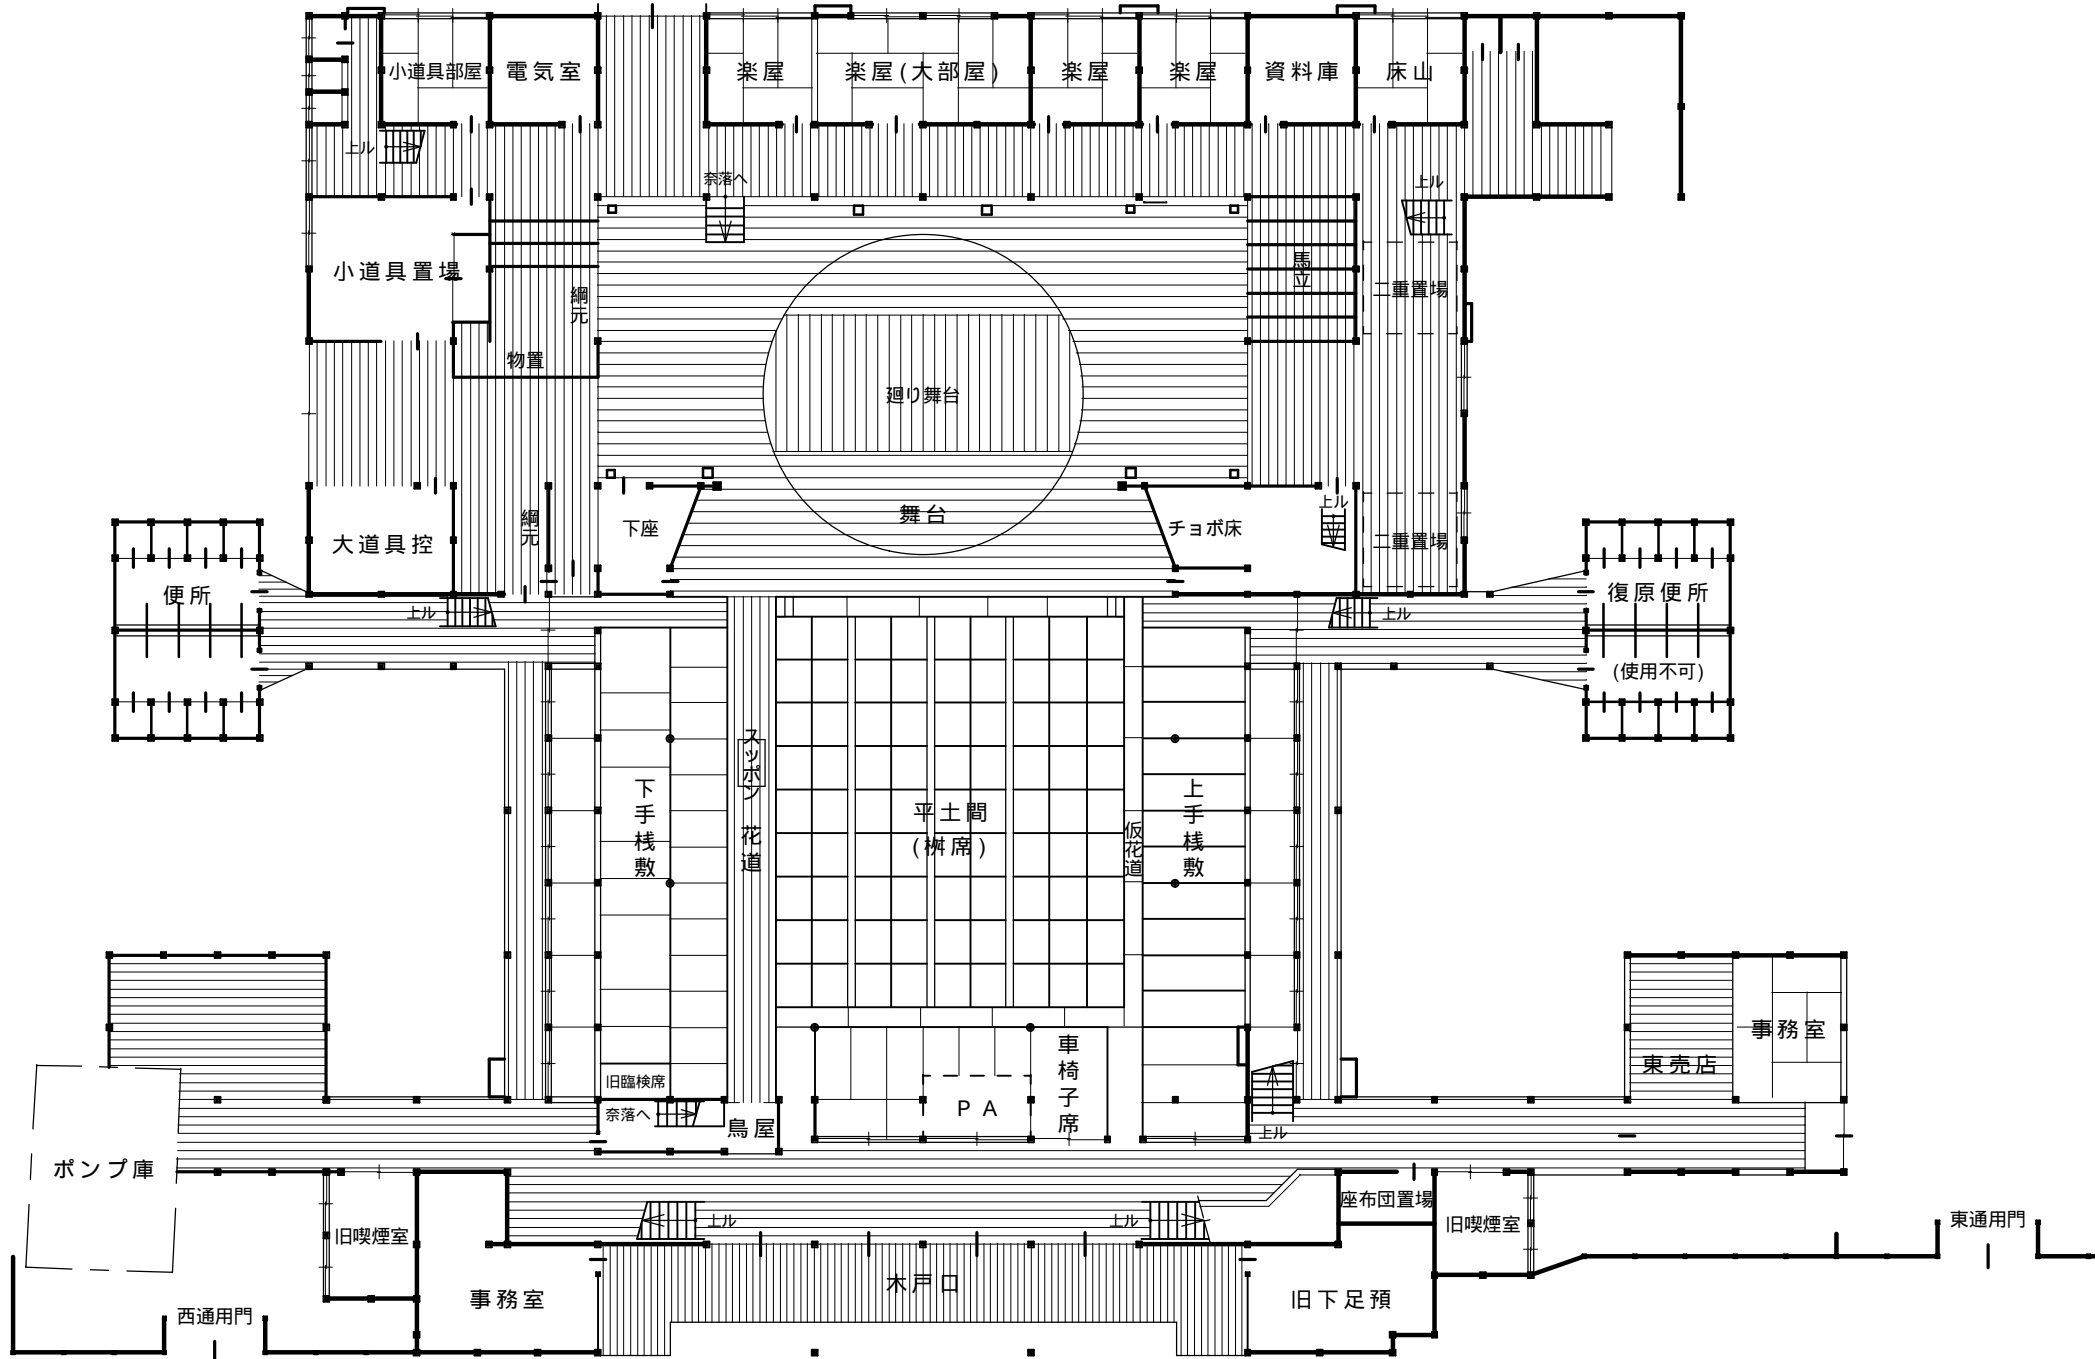 小道具部屋
電気室
楽屋
楽屋(大部屋)
楽屋
楽屋
資料庫
床山
上ル
奈落へ
上ル
小道具置場
綱元
馬立
二重置場
物置
廻り舞台
上ル
舞台
綱元
下座
チョボ床
大道具控
二重置場
便所
復原便所
上ル
上ル
(使用不可)
スッポン
下手桟敷
花道
平土間
(桝席)
仮花道
上手桟敷
車椅子席
事務室
東売店
旧臨検席
奈落へ
鳥屋
PA
上ル
ポンプ庫
座布団置場
旧喫煙室
上ル
上ル
旧喫煙室
東通用門
木戸口
事務室
旧下足預
西通用門